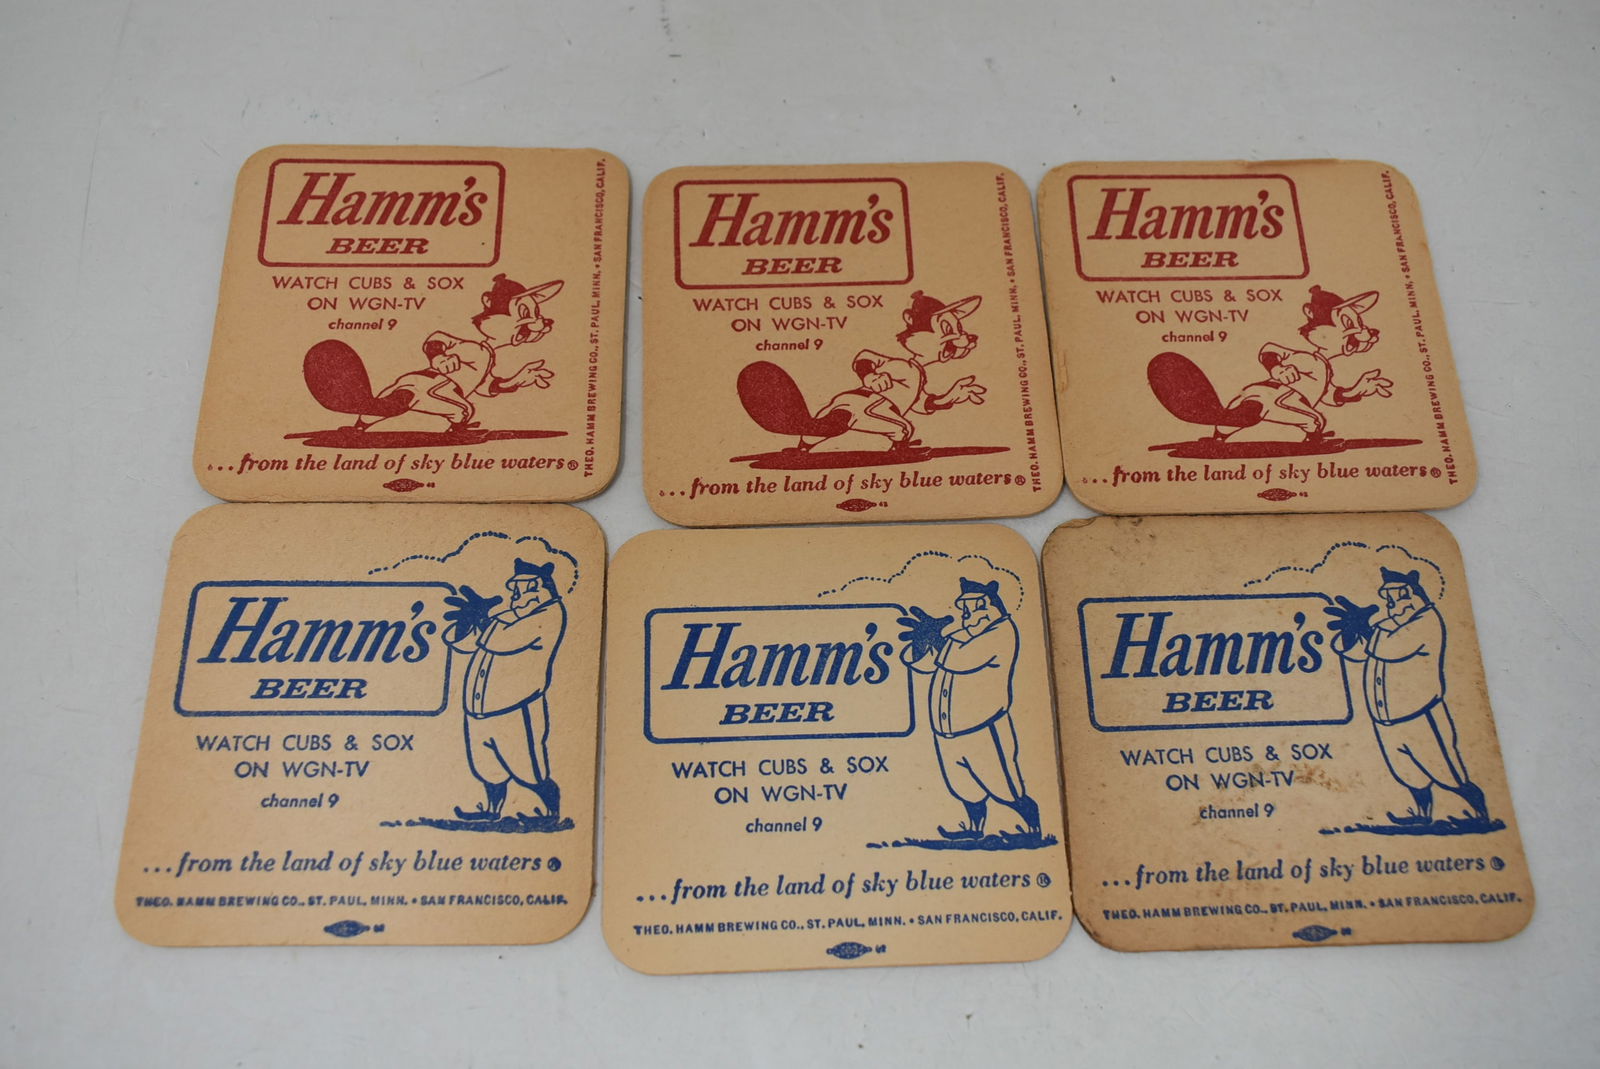 Hamm's
BEER
WATCH CUBS & SOX
ON WGN-TV
channel 9
...from the land of sky blue waters®
THEO. HAMM BREWING CO., ST. PAUL, MINN. • SAN FRANCISCO, CALIF.
Hamm's
BEER
WATCH CUBS & SOX
ON WGN-TV
channel 9
...from the land of sky blue waters®
THEO. HAMM BREWING CO., ST. PAUL, MINN. • SAN FRANCISCO, CALIF.
Hamm's
BEER
WATCH CUBS & SOX
ON WGN-TV
channel 9
...from the land of sky blue waters®
THEO. HAMM BREWING CO., ST. PAUL, MINN. • SAN FRANCISCO, CALIF.
Hamm's
BEER
WATCH CUBS & SOX
ON WGN-TV
channel 9
...from the land of sky blue waters®
THEO. HAMM BREWING CO., ST. PAUL, MINN. • SAN FRANCISCO, CALIF.
Hamm's
BEER
WATCH CUBS & SOX
ON WGN-TV
channel 9
...from the land of sky blue waters®
THEO. HAMM BREWING CO., ST. PAUL, MINN. • SAN FRANCISCO, CALIF.
Hamm's
BEER
WATCH CUBS & SOX
ON WGN-TV
channel 9
...from the land of sky blue waters®
THEO. HAMM BREWING CO., ST. PAUL, MINN. • SAN FRANCISCO, CALIF.